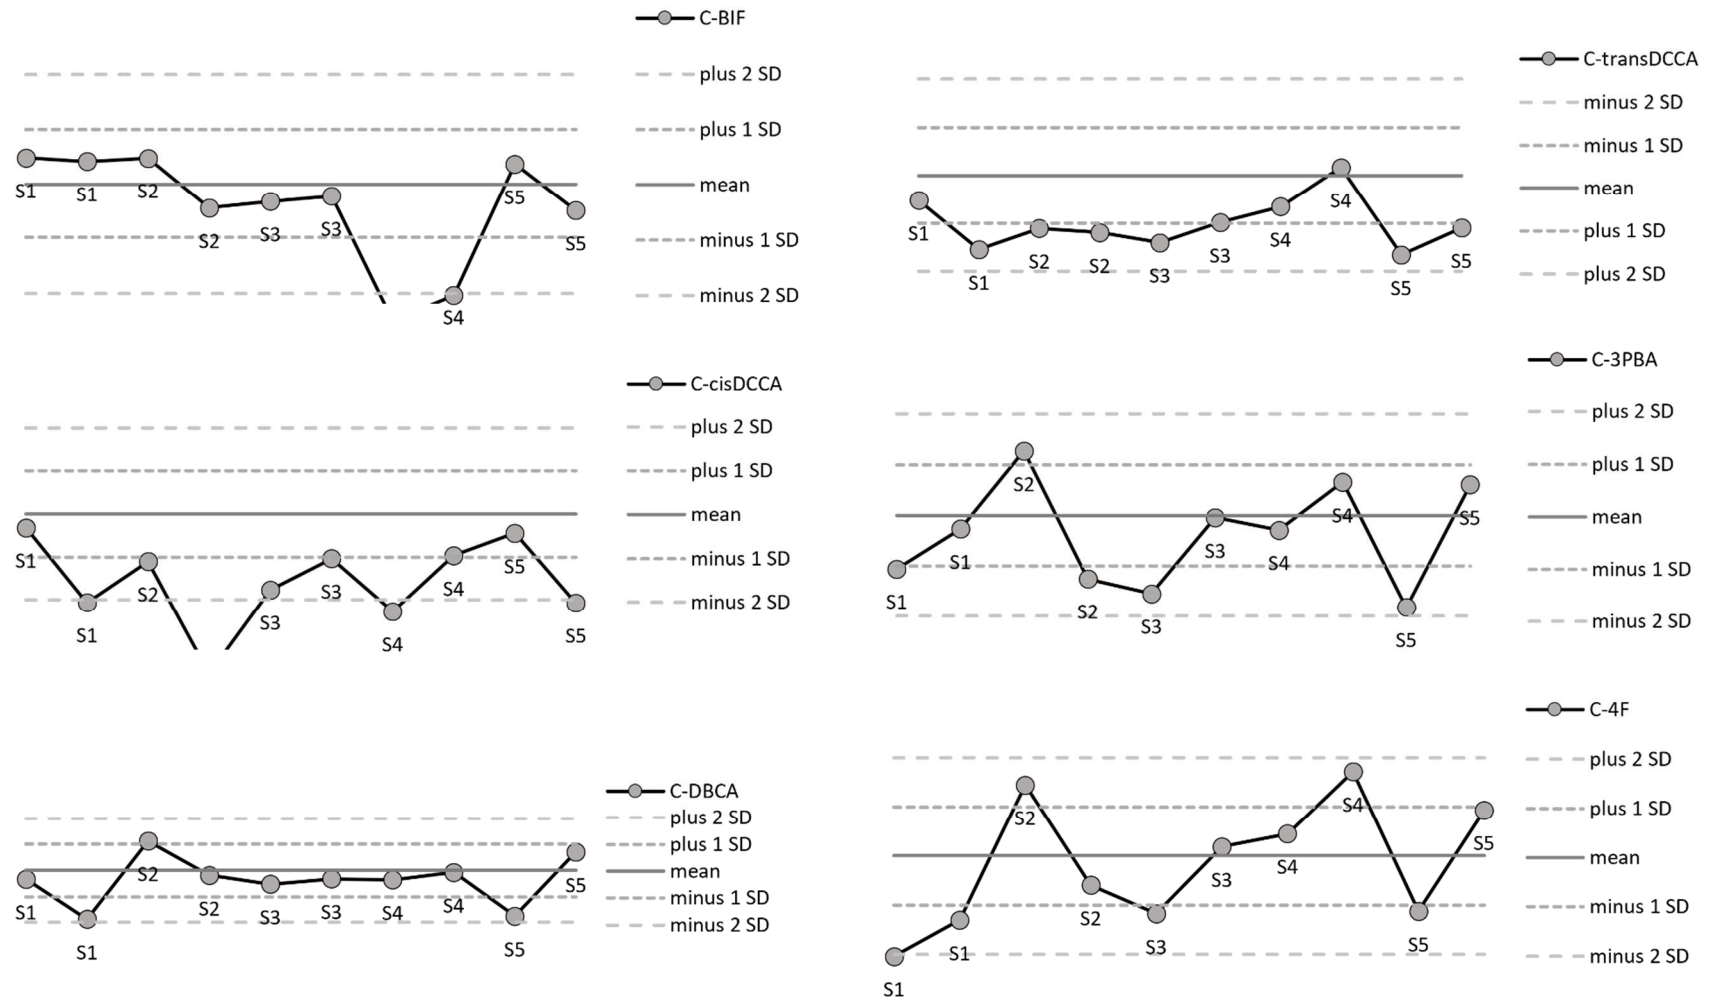 C-BIF
plus 2 SD
plus 1 SD
mean
minus 1 SD
minus 2 SD
S1
S1
S2
S2
S3
S3
S4
S5
S5
C-transDCCA
minus 2 SD
minus 1 SD
mean
plus 1 SD
plus 2 SD
S1
S1
S2
S2
S3
S3
S4
S4
S5
S5
C-cisDCCA
plus 2 SD
plus 1 SD
mean
minus 1 SD
minus 2 SD
S1
S1
S2
S3
S3
S4
S4
S5
S5
C-3PBA
plus 2 SD
plus 1 SD
mean
minus 1 SD
minus 2 SD
S1
S1
S2
S2
S3
S3
S4
S4
S5
S5
C-DBCA
plus 2 SD
plus 1 SD
mean
minus 1 SD
minus 2 SD
S1
S1
S2
S2
S3
S3
S4
S4
S5
S5
C-4F
plus 2 SD
plus 1 SD
mean
minus 1 SD
minus 2 SD
S1
S1
S2
S2
S3
S3
S4
S4
S5
S5